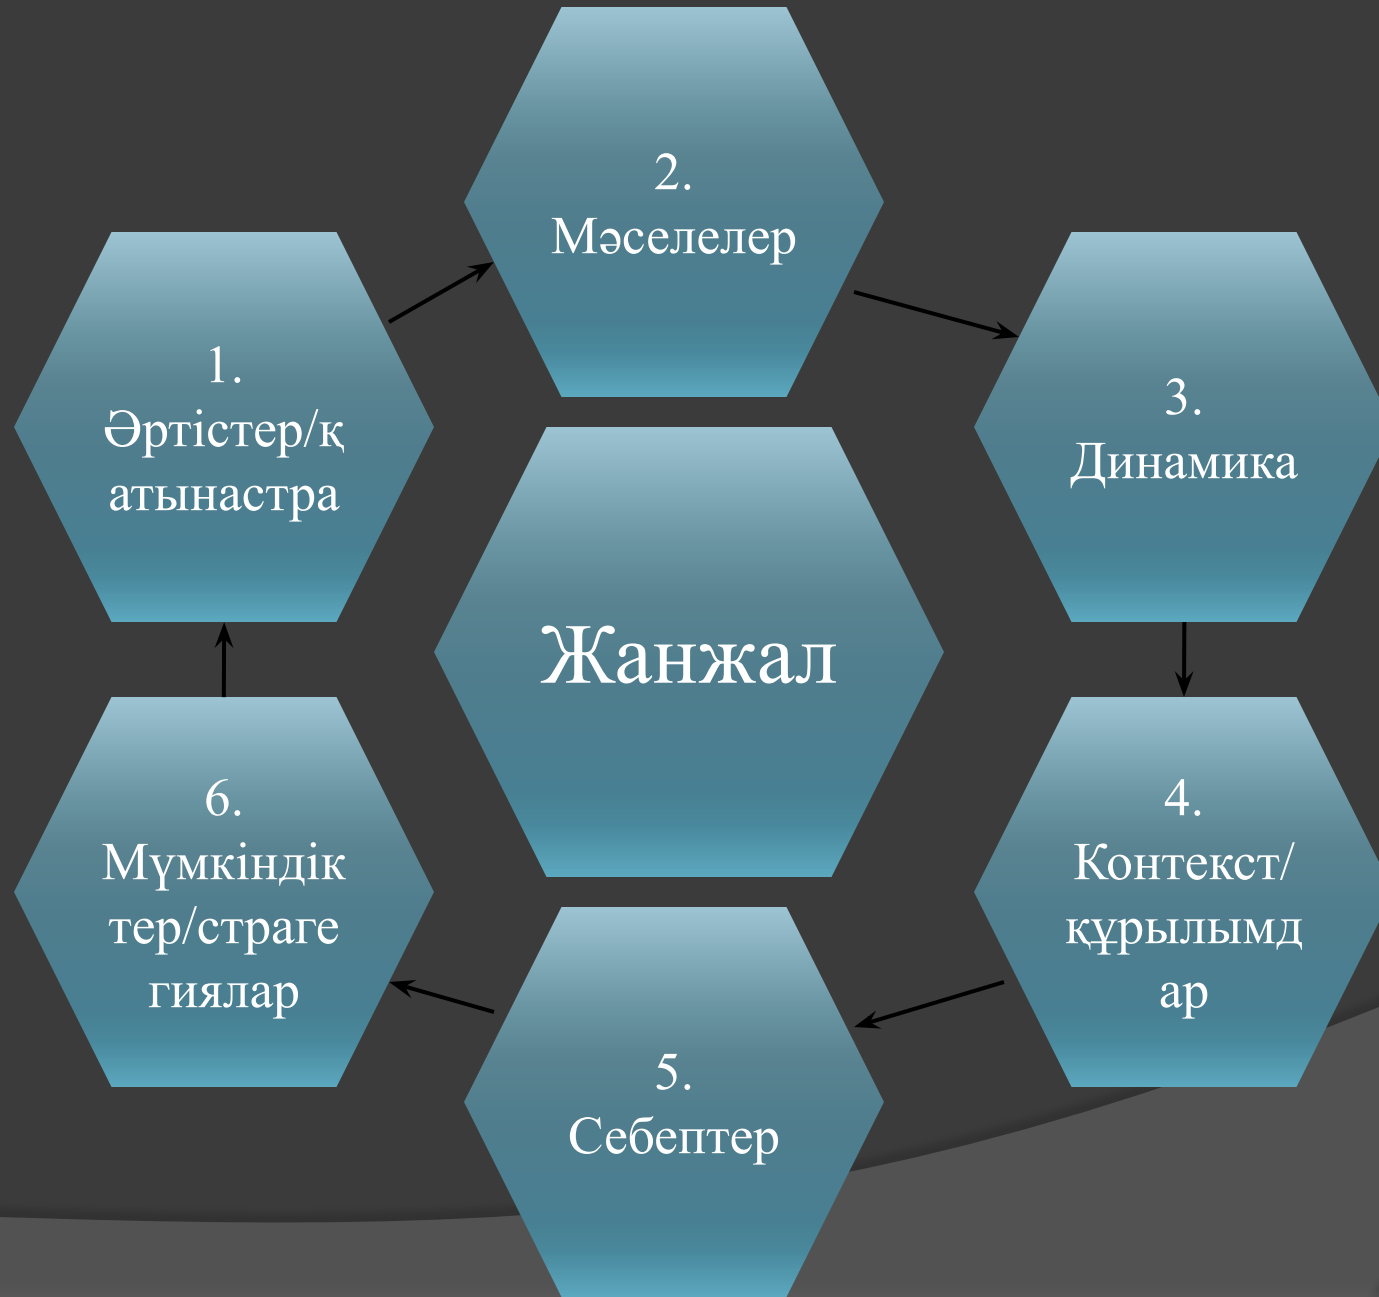 1.
Әртістер/қ
атынастра
2.
Мәселелер
3.
Динамика
Жанжал
4.
Контекст/
құрылымд
ар
5.
Себептер
6.
Мүмкіндік
тер/страге
гиялар